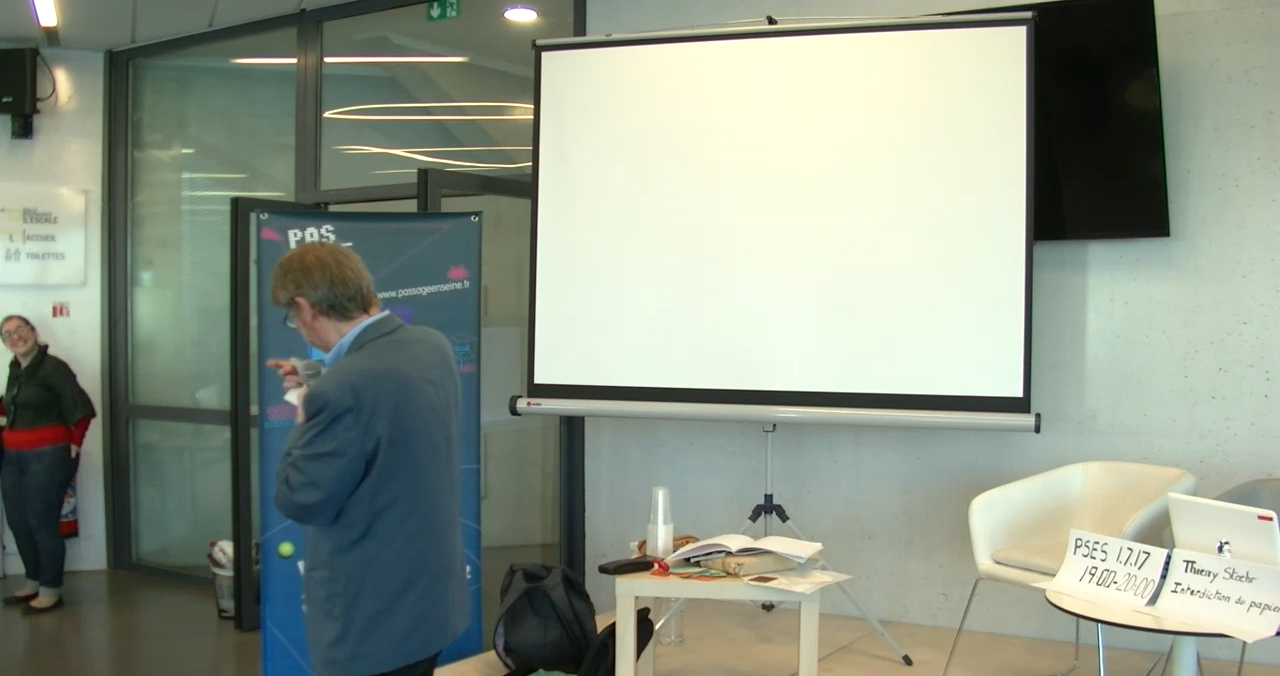 L'ESCALE
ACCUEIL
TOILETTES
PAS_
www.passageenseine.fr
PSES 1.7.17
19:00-20:00
Thierry Stoehr
Interdiction du papier